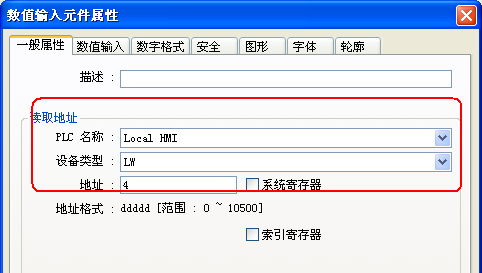 数值输入元件属性
一般属性 数值输入 数字格式 安全 图形 字体 轮廓
描述 :
读取地址
PLC 名称 : Local HMI
设备类型 : LW
地址 : 4 系统寄存器
地址格式 : ddddd [范围 : 0 ~ 10500]
索引寄存器